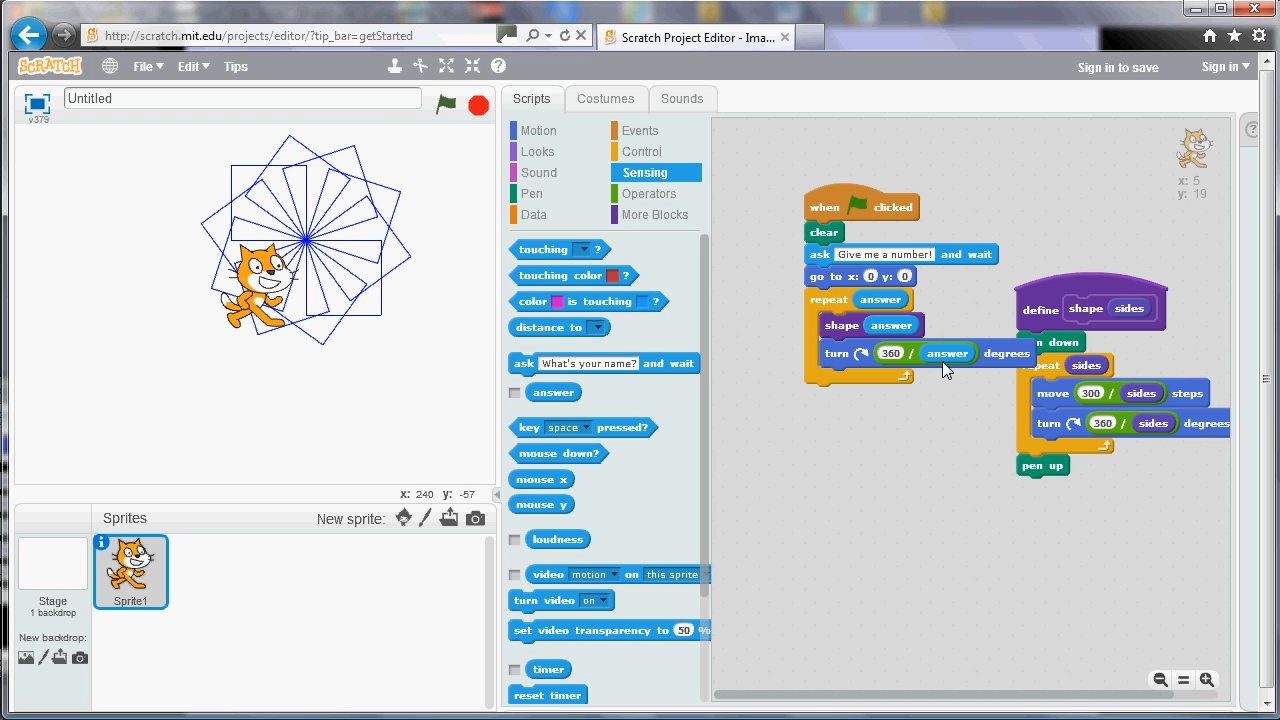 http://scratch.mit.edu/projects/editor/?tip_bar=getStarted
Scratch Project Editor - Ima...
SCRATCH
File
Edit
Tips
Sign in to save
Sign in
v379
Untitled
Scripts
Costumes
Sounds
Motion
Events
Looks
Control
Sound
Sensing
Pen
Operators
Data
More Blocks
touching ?
touching color ?
color is touching ?
distance to
ask What's your name? and wait
answer
key space pressed?
mouse down?
mouse x
mouse y
loudness
video motion on this sprite
turn video on
set video transparency to 50 %
timer
reset timer
x: 5
y: 19
when clicked
clear
ask Give me a number! and wait
go to x: 0 y: 0
repeat answer
shape answer
turn 360 / answer degrees
define shape sides
n down
eat sides
move 300 / sides steps
turn 360 / sides degrees
pen up
x: 240 y: -57
Sprites
New sprite:
Sprite1
Stage
1 backdrop
New backdrop: